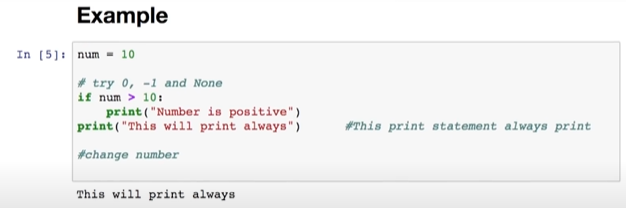 Example
In [5]: num = 10
# try 0, -1 and None
if num > 10:
    print("Number is positive")
print("This will print always")     #This print statement always print
#change number
This will print always